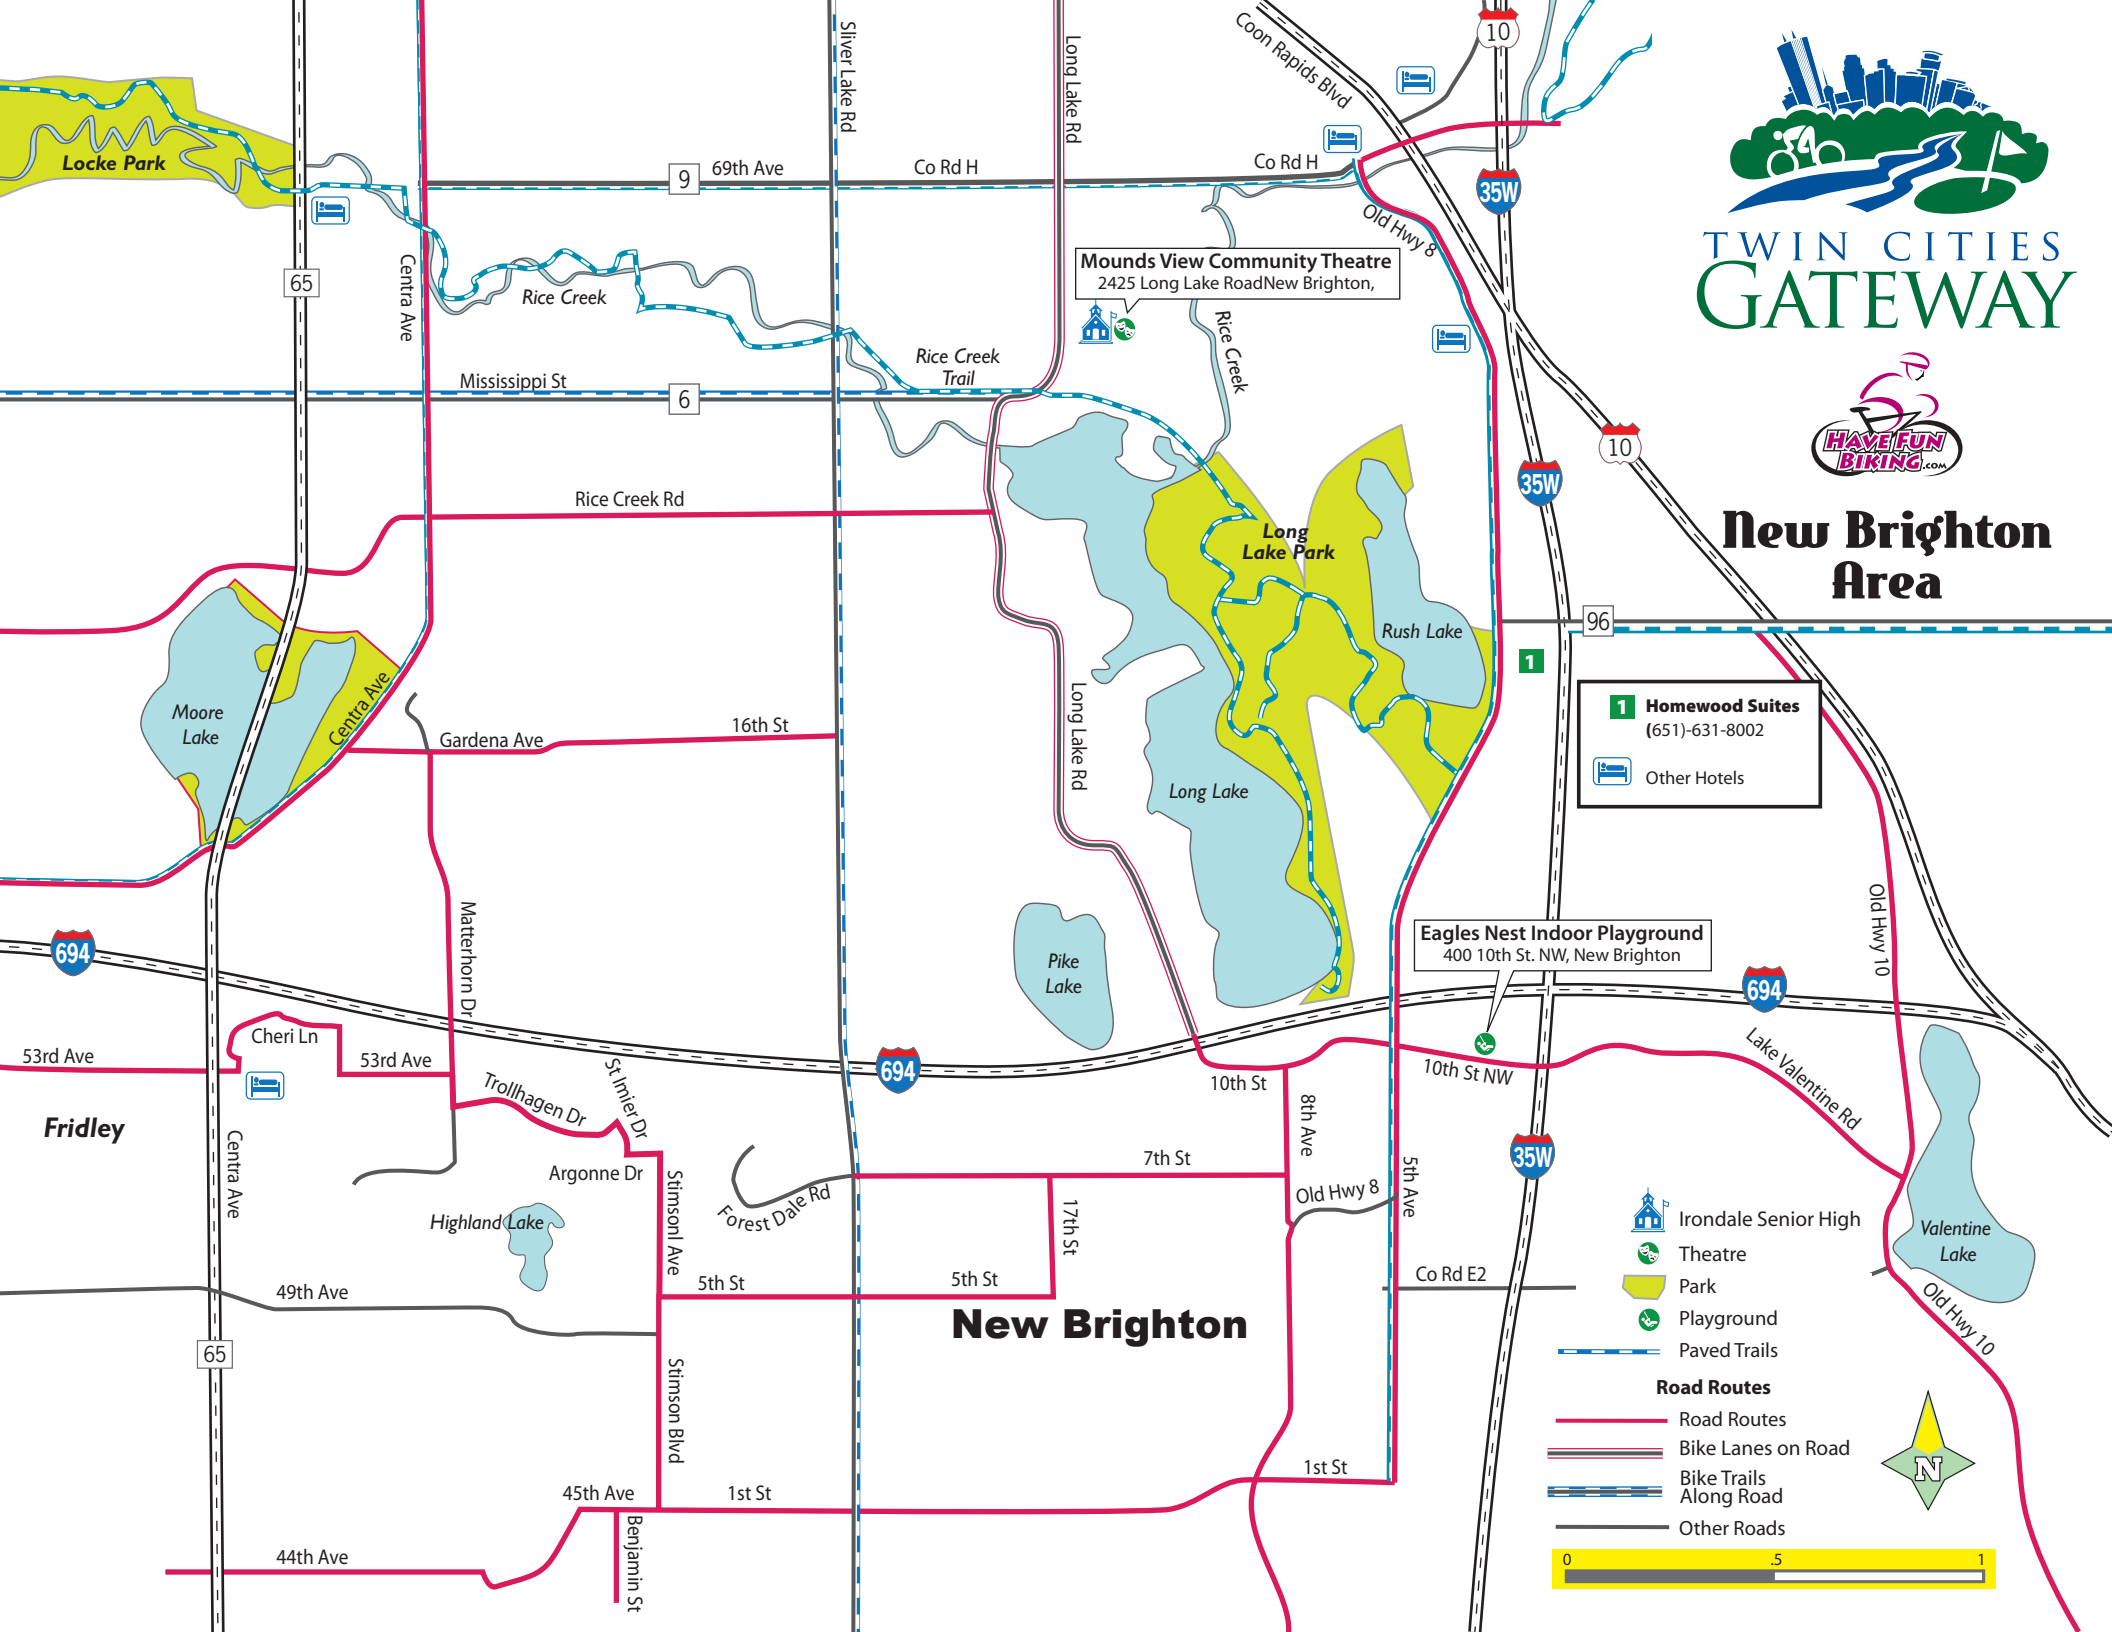 Coon Rapids Blvd
10
Sliver Lake Rd
Long Lake Rd
TWIN CITIES
GATEWAY
Locke Park
9
69th Ave
Co Rd H
Co Rd H
35W
Old Hwy 8
65
Centra Ave
Rice Creek
Mounds View Community Theatre
2425 Long Lake RoadNew Brighton,
Rice Creek
Rice Creek
Trail
Mississippi St
6
10
HAVE FUN
BIKING.COM
35W
Rice Creek Rd
New Brighton
Area
Long
Lake Park
96
Rush Lake
1
Moore
Lake
Centra Ave
Gardena Ave
16th St
Long Lake Rd
1 Homewood Suites
(651)-631-8002
Other Hotels
Long Lake
Old Hwy 10
Matterhorn Dr
694
Pike
Lake
Eagles Nest Indoor Playground
400 10th St. NW, New Brighton
694
Cheri Ln
53rd Ave
53rd Ave
694
10th St
10th St NW
Lake Valentine Rd
Trollhagen Dr
St Imier Dr
Fridley
Centra Ave
8th Ave
7th St
35W
5th Ave
Argonne Dr
Stimsonl Ave
Forest Dale Rd
Old Hwy 8
17th St
Highland Lake
Valentine
Lake
Irondale Senior High
Theatre
Park
Playground
Paved Trails
Road Routes
Road Routes
Bike Lanes on Road
Bike Trails
Along Road
Other Roads
0 .5 1
N
Co Rd E2
49th Ave
5th St
5th St
New Brighton
Old Hwy 10
65
Stimson Blvd
1st St
45th Ave
1st St
Benjamin St
44th Ave